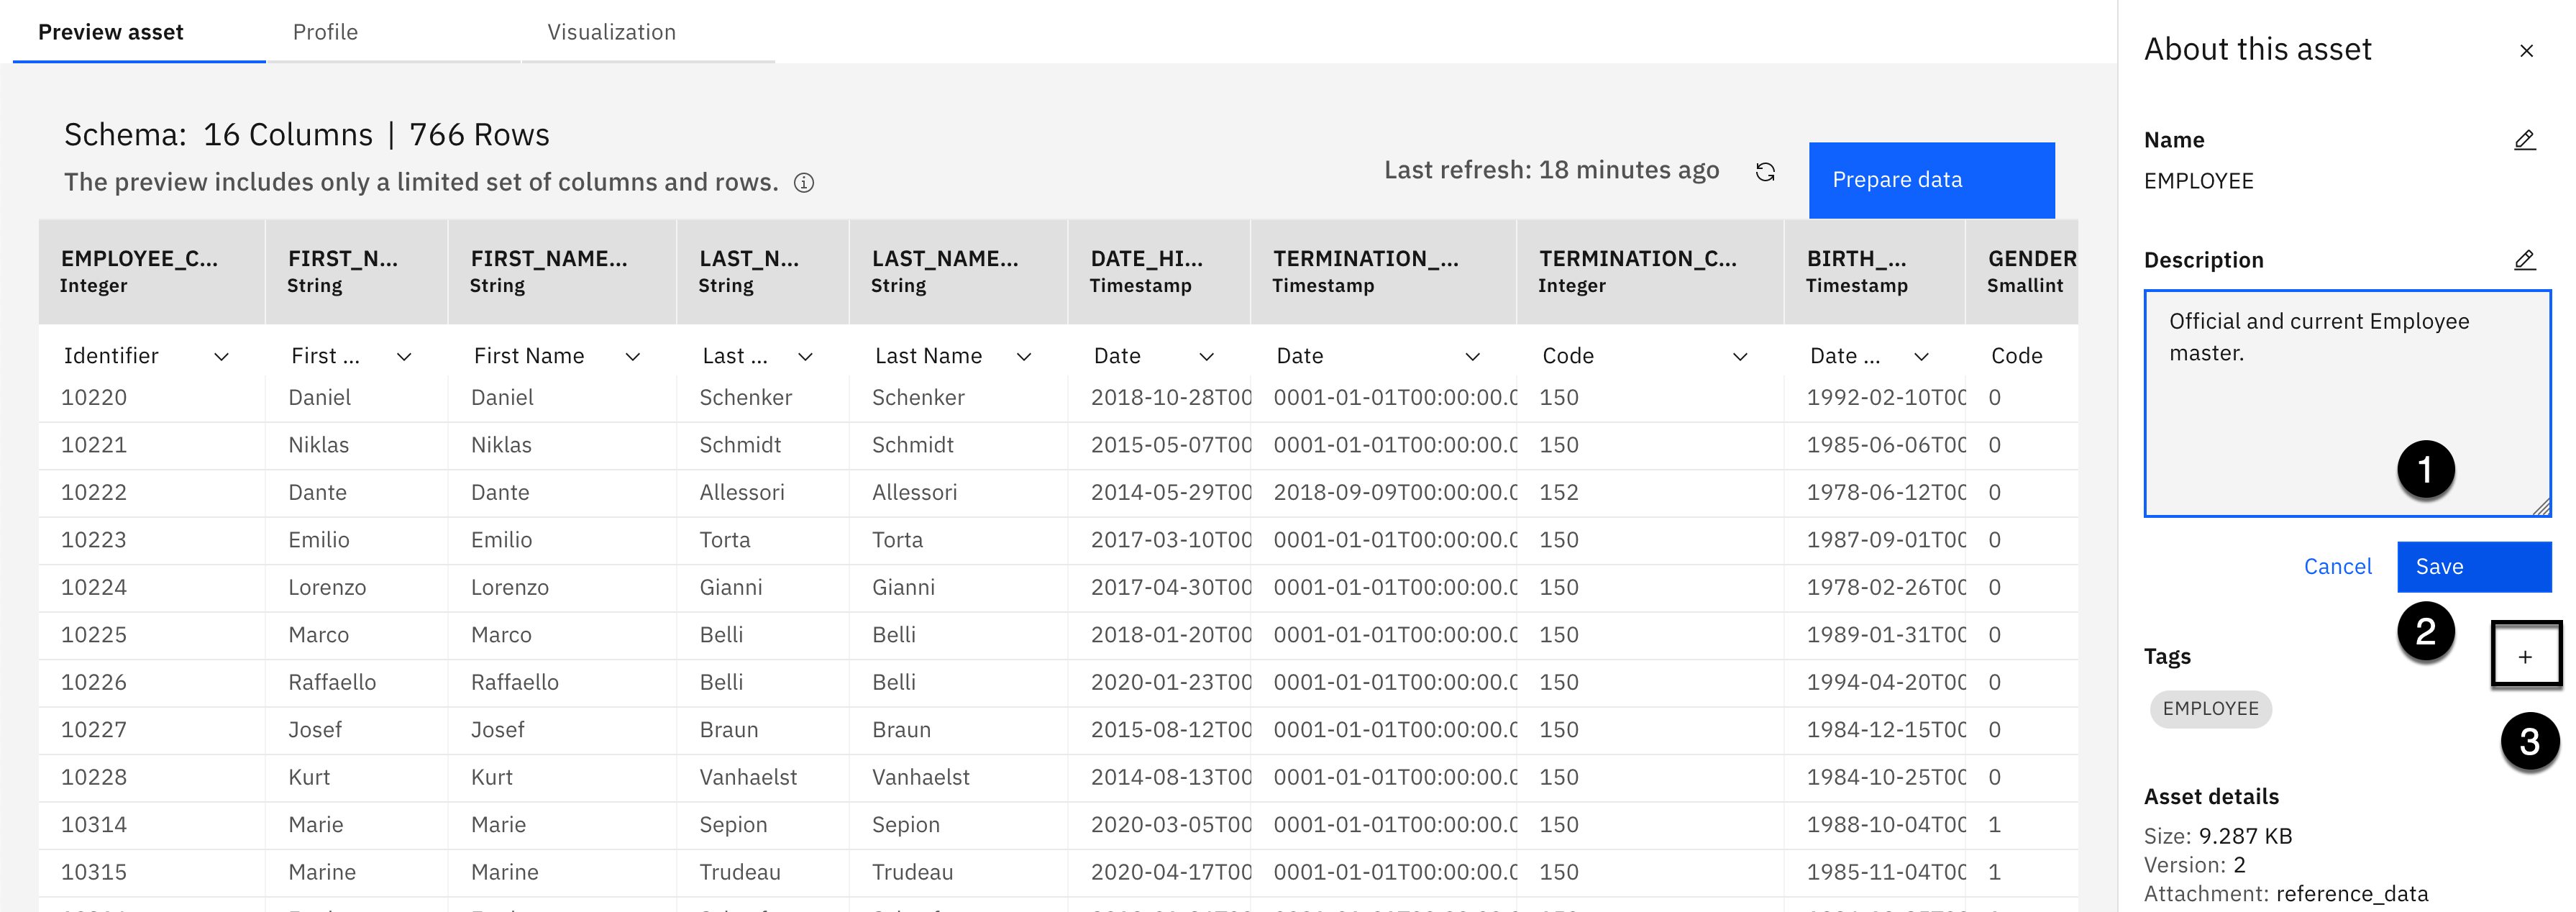 Preview asset Profile Visualization
Schema: 16 Columns | 766 Rows
The preview includes only a limited set of columns and rows.
Last refresh: 18 minutes ago Prepare data
EMPLOYEE_C... FIRST_N... FIRST_NAME... LAST_N... LAST_NAME... DATE_HI... TERMINATION_... TERMINATION_C... BIRTH_... GENDER
Integer String String String String Timestamp Timestamp Integer Timestamp Smallint
Identifier First ... First Name Last ... Last Name Date Date Code Date ... Code
10220 Daniel Daniel Schenker Schenker 2018-10-28T00 0001-01-01T00:00:00.0 150 1992-02-10T00 0
10221 Niklas Niklas Schmidt Schmidt 2015-05-07T00 0001-01-01T00:00:00.0 150 1985-06-06T00 0
10222 Dante Dante Allessori Allessori 2014-05-29T00 2018-09-09T00:00:00.0 152 1978-06-12T00 0
10223 Emilio Emilio Torta Torta 2017-03-10T00 0001-01-01T00:00:00.0 150 1987-09-01T00 0
10224 Lorenzo Lorenzo Gianni Gianni 2017-04-30T00 0001-01-01T00:00:00.0 150 1978-02-26T00 0
10225 Marco Marco Belli Belli 2018-01-20T00 0001-01-01T00:00:00.0 150 1989-01-31T00 0
10226 Raffaello Raffaello Belli Belli 2020-01-23T00 0001-01-01T00:00:00.0 150 1994-04-20T00 0
10227 Josef Josef Braun Braun 2015-08-12T00 0001-01-01T00:00:00.0 150 1984-12-15T00 0
10228 Kurt Kurt Vanhaelst Vanhaelst 2014-08-13T00 0001-01-01T00:00:00.0 150 1984-10-25T00 0
10314 Marie Marie Sepion Sepion 2020-03-05T00 0001-01-01T00:00:00.0 150 1988-10-04T00 1
10315 Marine Marine Trudeau Trudeau 2020-04-17T00 0001-01-01T00:00:00.0 150 1985-11-04T00 1
About this asset
Name
EMPLOYEE
Description
Official and current Employee
master.
1
Cancel Save
2
Tags +
EMPLOYEE
3
Asset details
Size: 9.287 KB
Version: 2
Attachment: reference_data